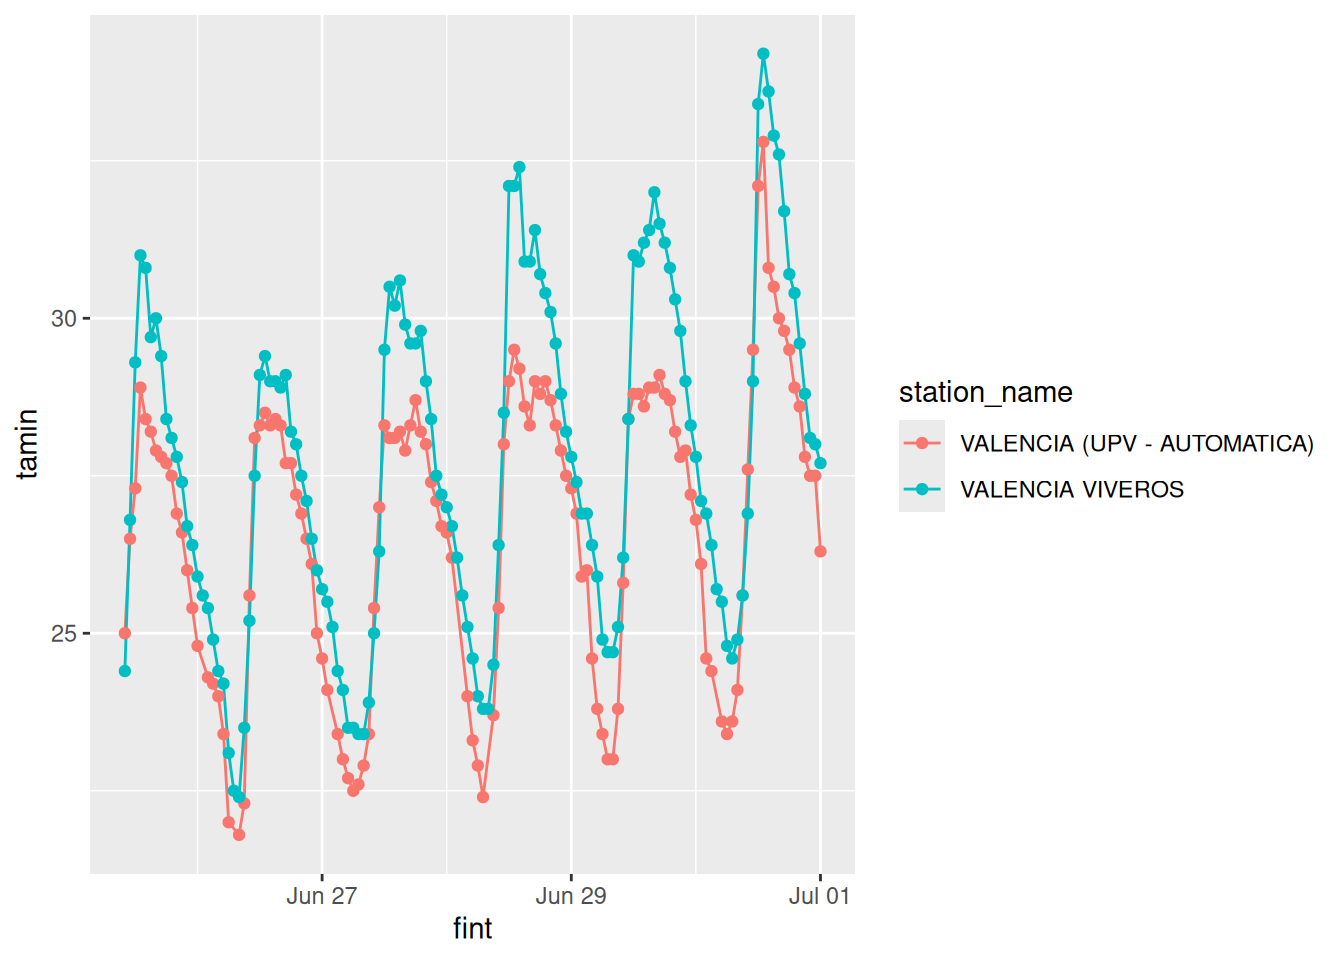 30
25
tamin
Jun 27
Jun 29
Jul 01
fint
station_name
VALENCIA (UPV - AUTOMATICA)
VALENCIA VIVEROS